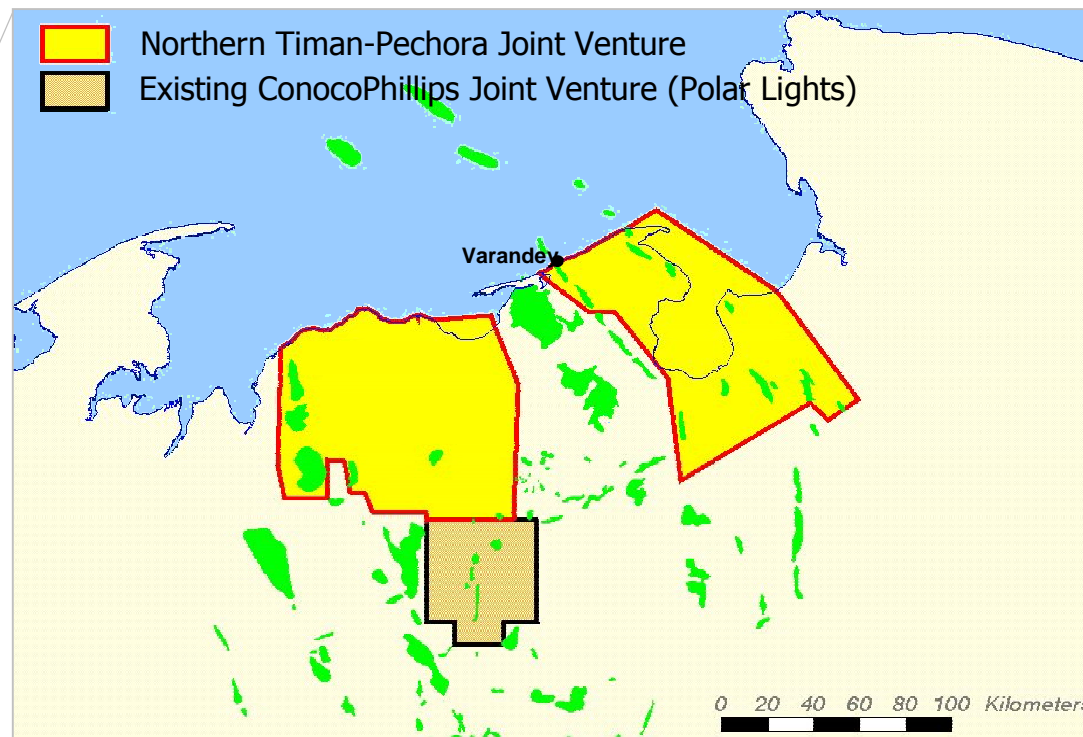 Northern Timan-Pechora Joint Venture
Existing ConocoPhillips Joint Venture (Polar Lights)
Varandey
0 20 40 60 80 100 Kilometers